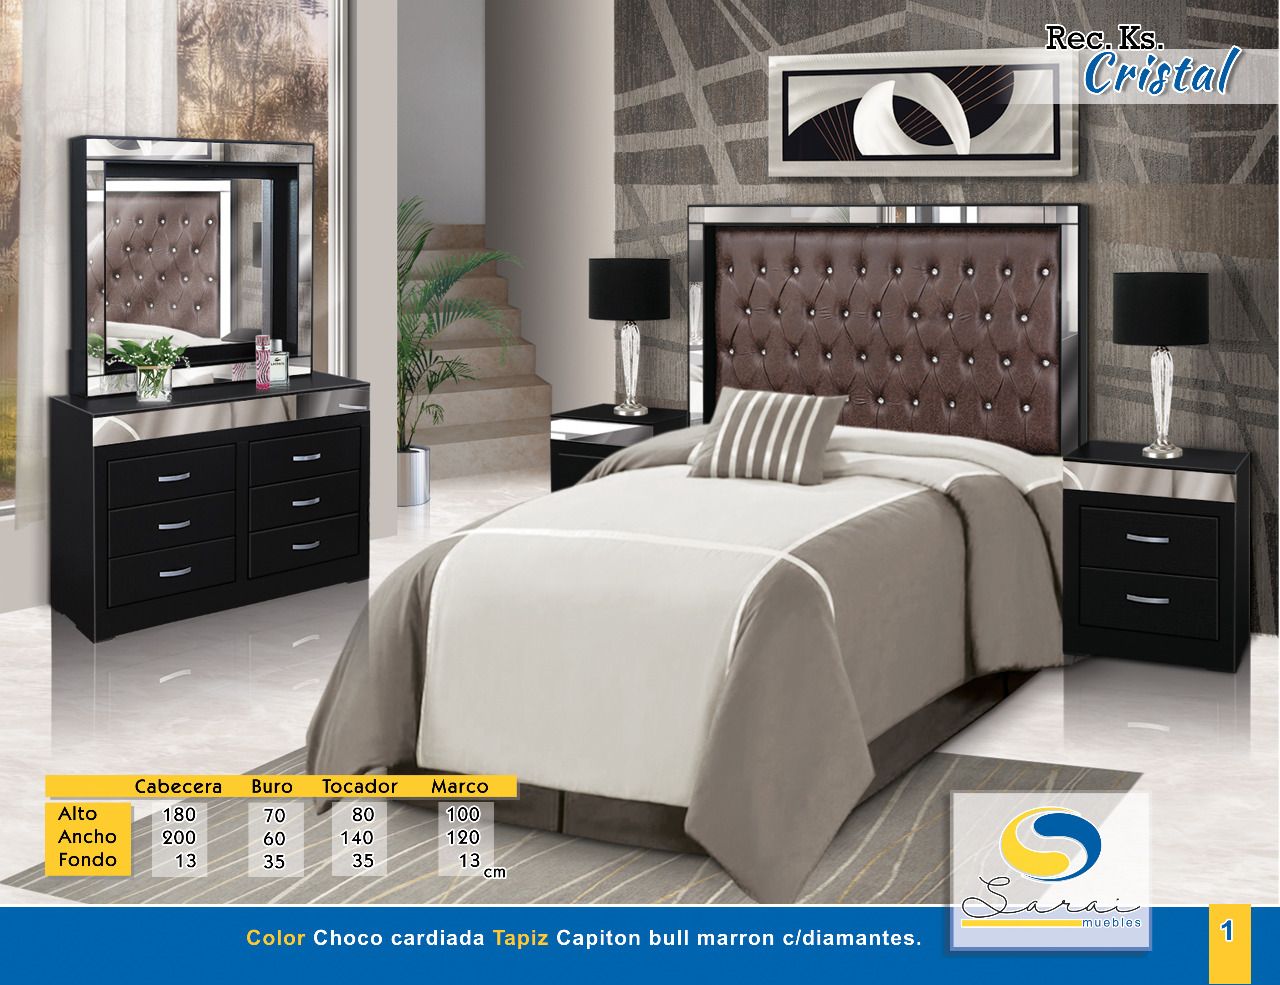 Rec. Ks.
Cristal
Cabecera Buro Tocador Marco
Alto 180 70 80 100
Ancho 200 60 140 120
Fondo 13 35 35 13 cm
Sarai
muebles
Color Choco cardiada Tapiz Capiton bull marron c/diamantes.
1